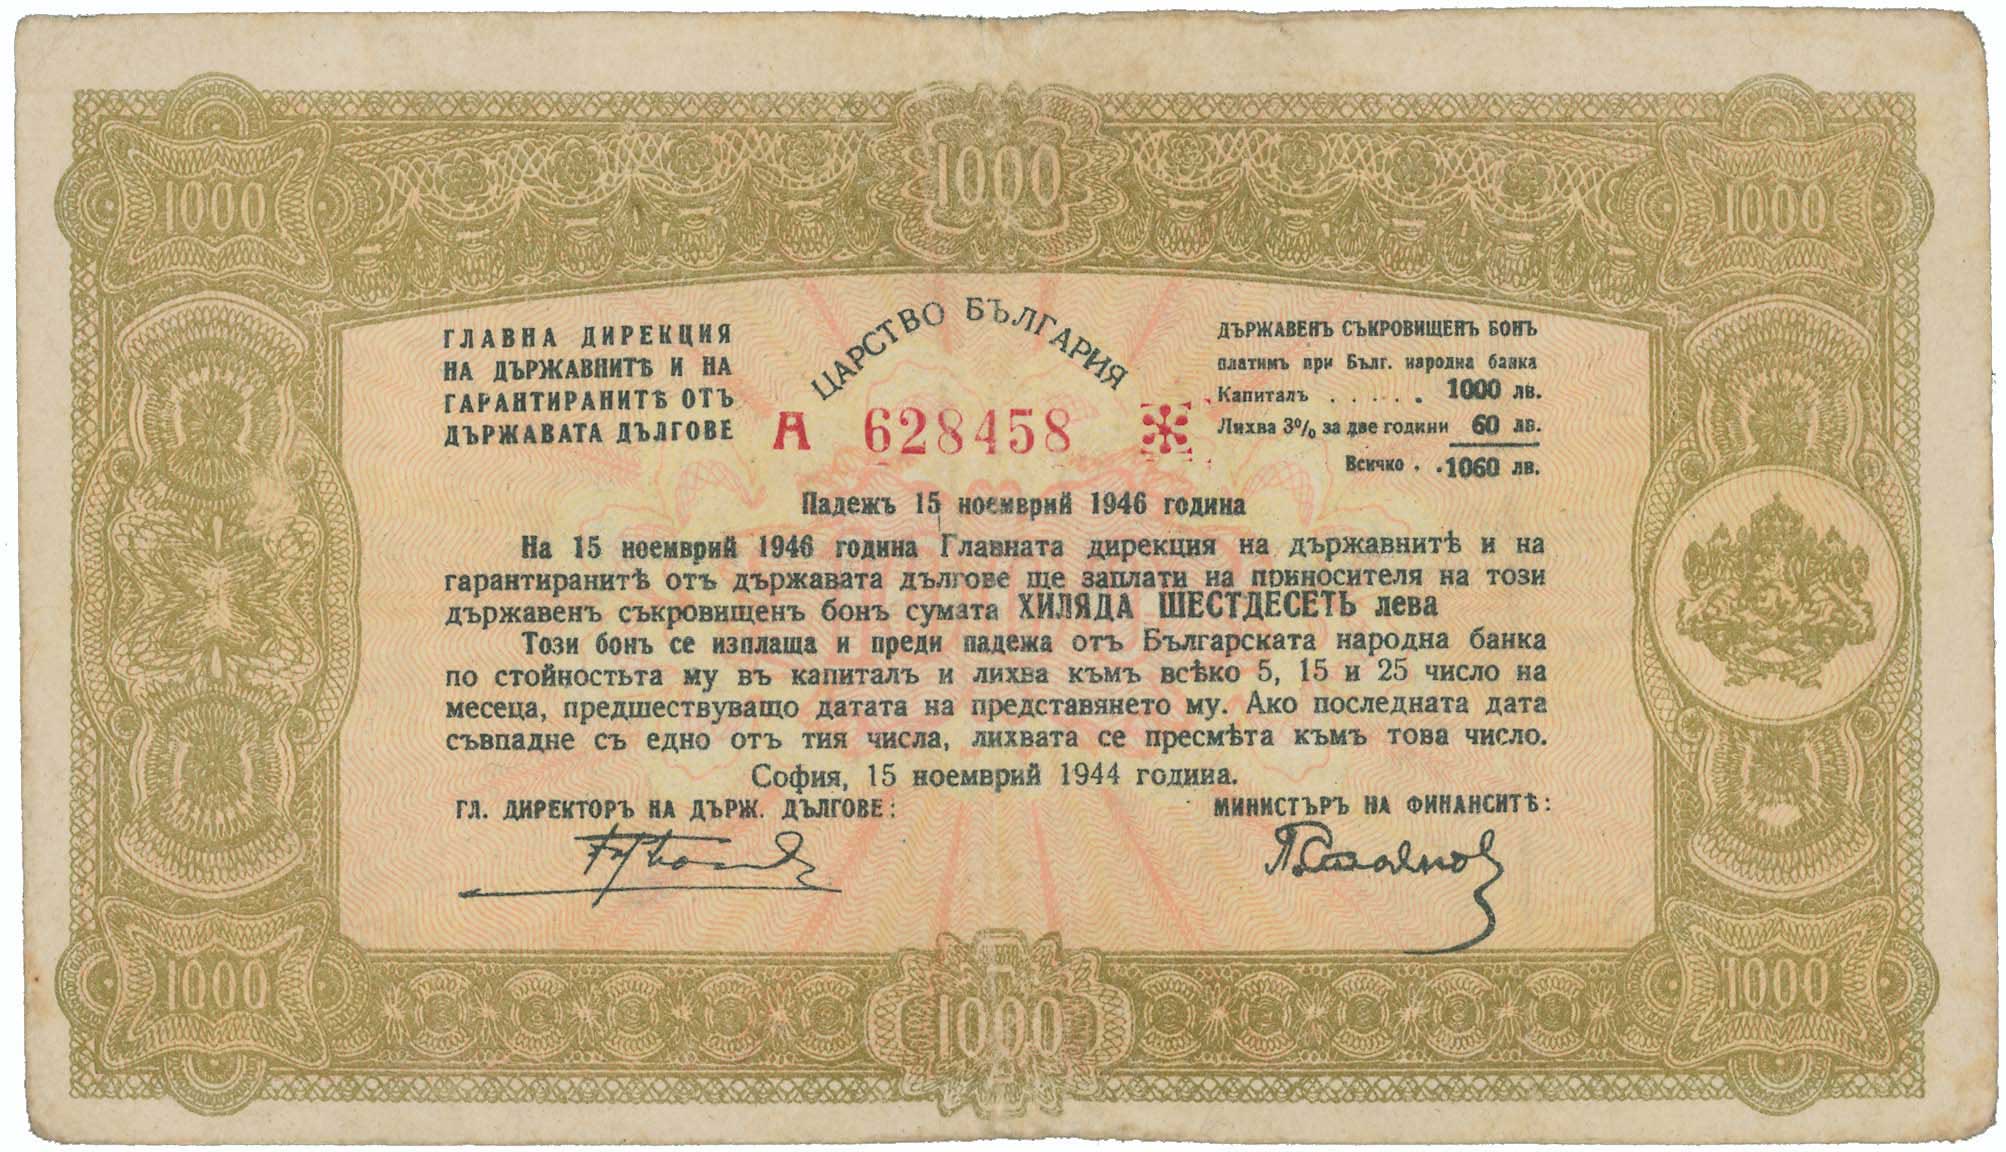 1000 1000 1000
ЦАРСТВО БЪЛГАРИЯ
ГЛАВНА ДИРЕКЦИЯ
НА ДЪРЖАВНИТѢ И НА
ГАРАНТИРАНИТѢ ОТЪ
ДЪРЖАВАТА ДЪЛГОВЕ
А 628458
ДЪРЖАВЕНЪ СЪКРОВИЩЕНЪ БОНЪ
платимъ при Бълг. народна банка
Капиталъ . . . . . 1000 лв.
Лихва 3% за две години 60 лв.
Всичко . . 1060 лв.
Падежъ 15 ноемврий 1946 година
На 15 ноемврий 1946 година Главната дирекция на държавнитѣ и на
гарантиранитѣ отъ държавата дългове ще заплати на приносителя на този
държавенъ съкровищенъ бонъ сумата ХИЛЯДА ШЕСТДЕСЕТЬ лева
Този бонъ се изплаща и преди падежа отъ Българската народна банка
по стойностьта му въ капиталъ и лихва къмъ всѣко 5, 15 и 25 число на
месеца, предшествуващо датата на представянето му. Ако последната дата
съвпадне съ едно отъ тия числа, лихвата се пресмѣта къмъ това число.
София, 15 ноемврий 1944 година.
ГЛ. ДИРЕКТОРЪ НА ДЪРЖ. ДЪЛГОВЕ:
МИНИСТЪРЪ НА ФИНАНСИТѢ:
1000 1000 1000